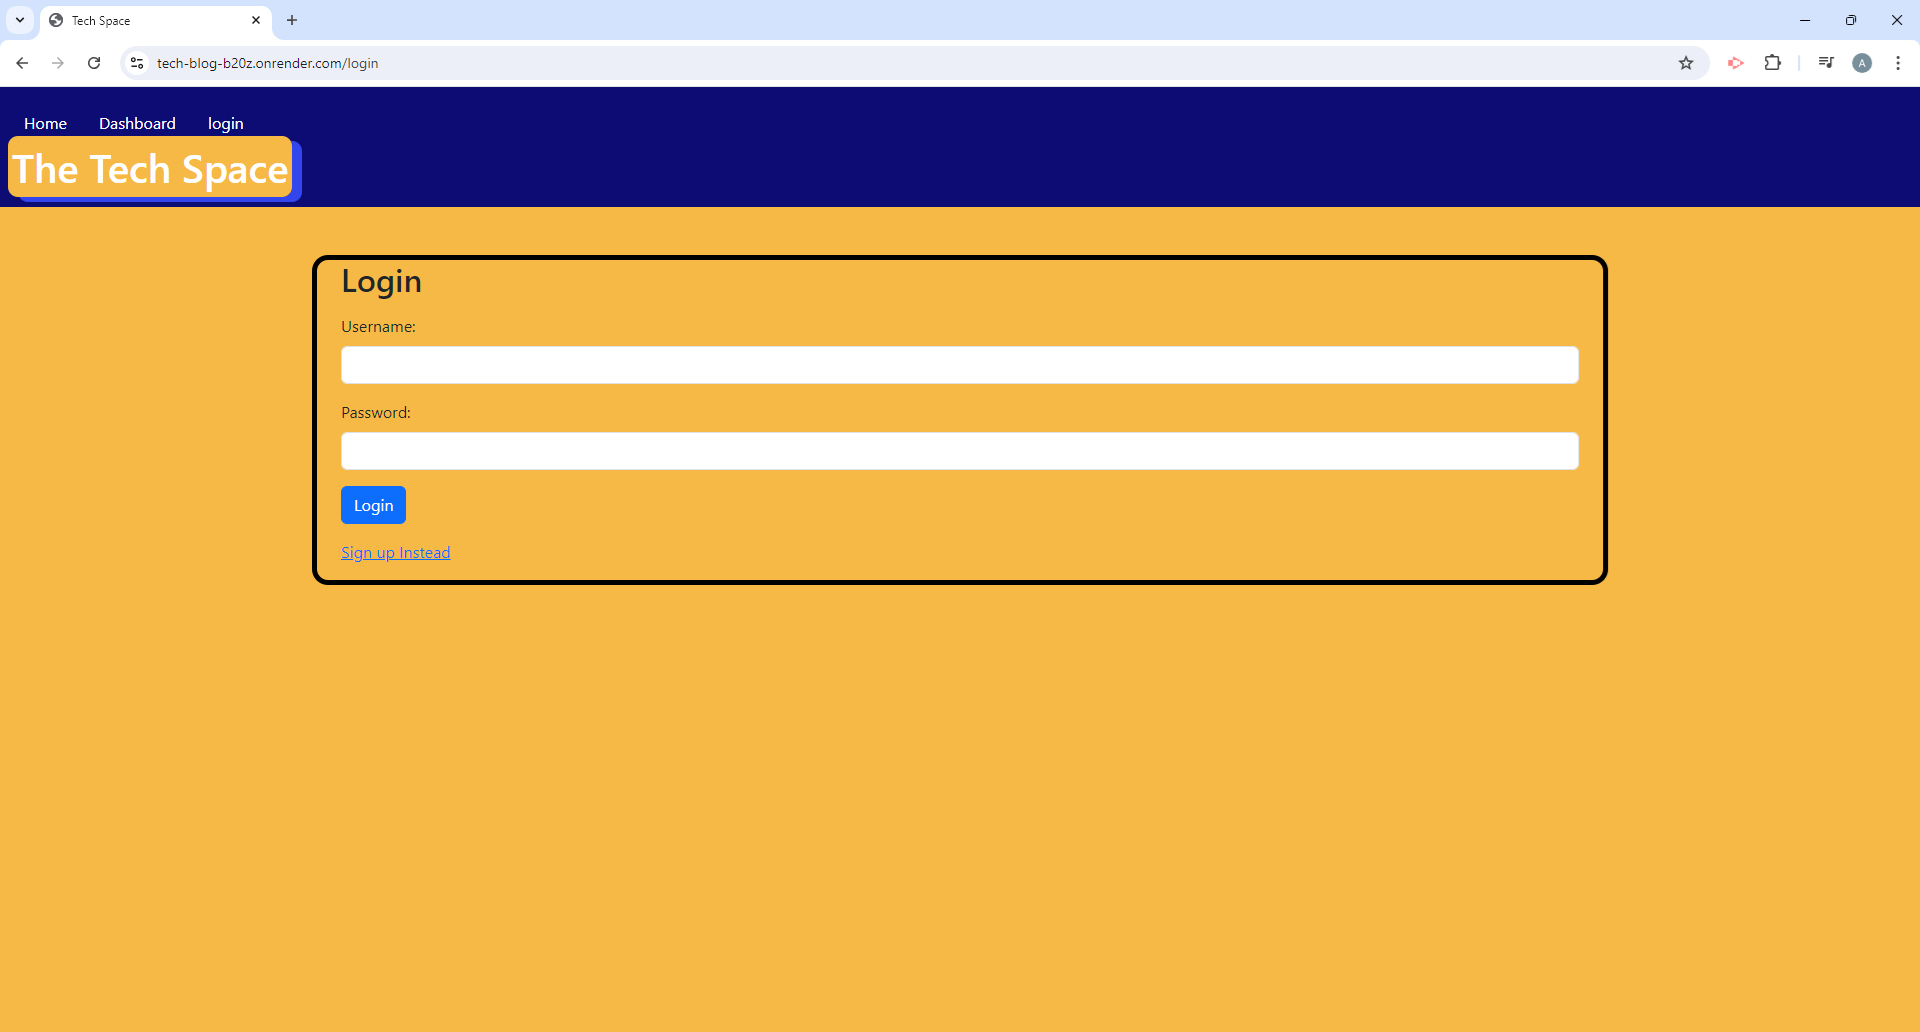 Tech Space
tech-blog-b20z.onrender.com/login
A
Home Dashboard login
The Tech Space
Login
Username:
Password:
Login
Sign up Instead